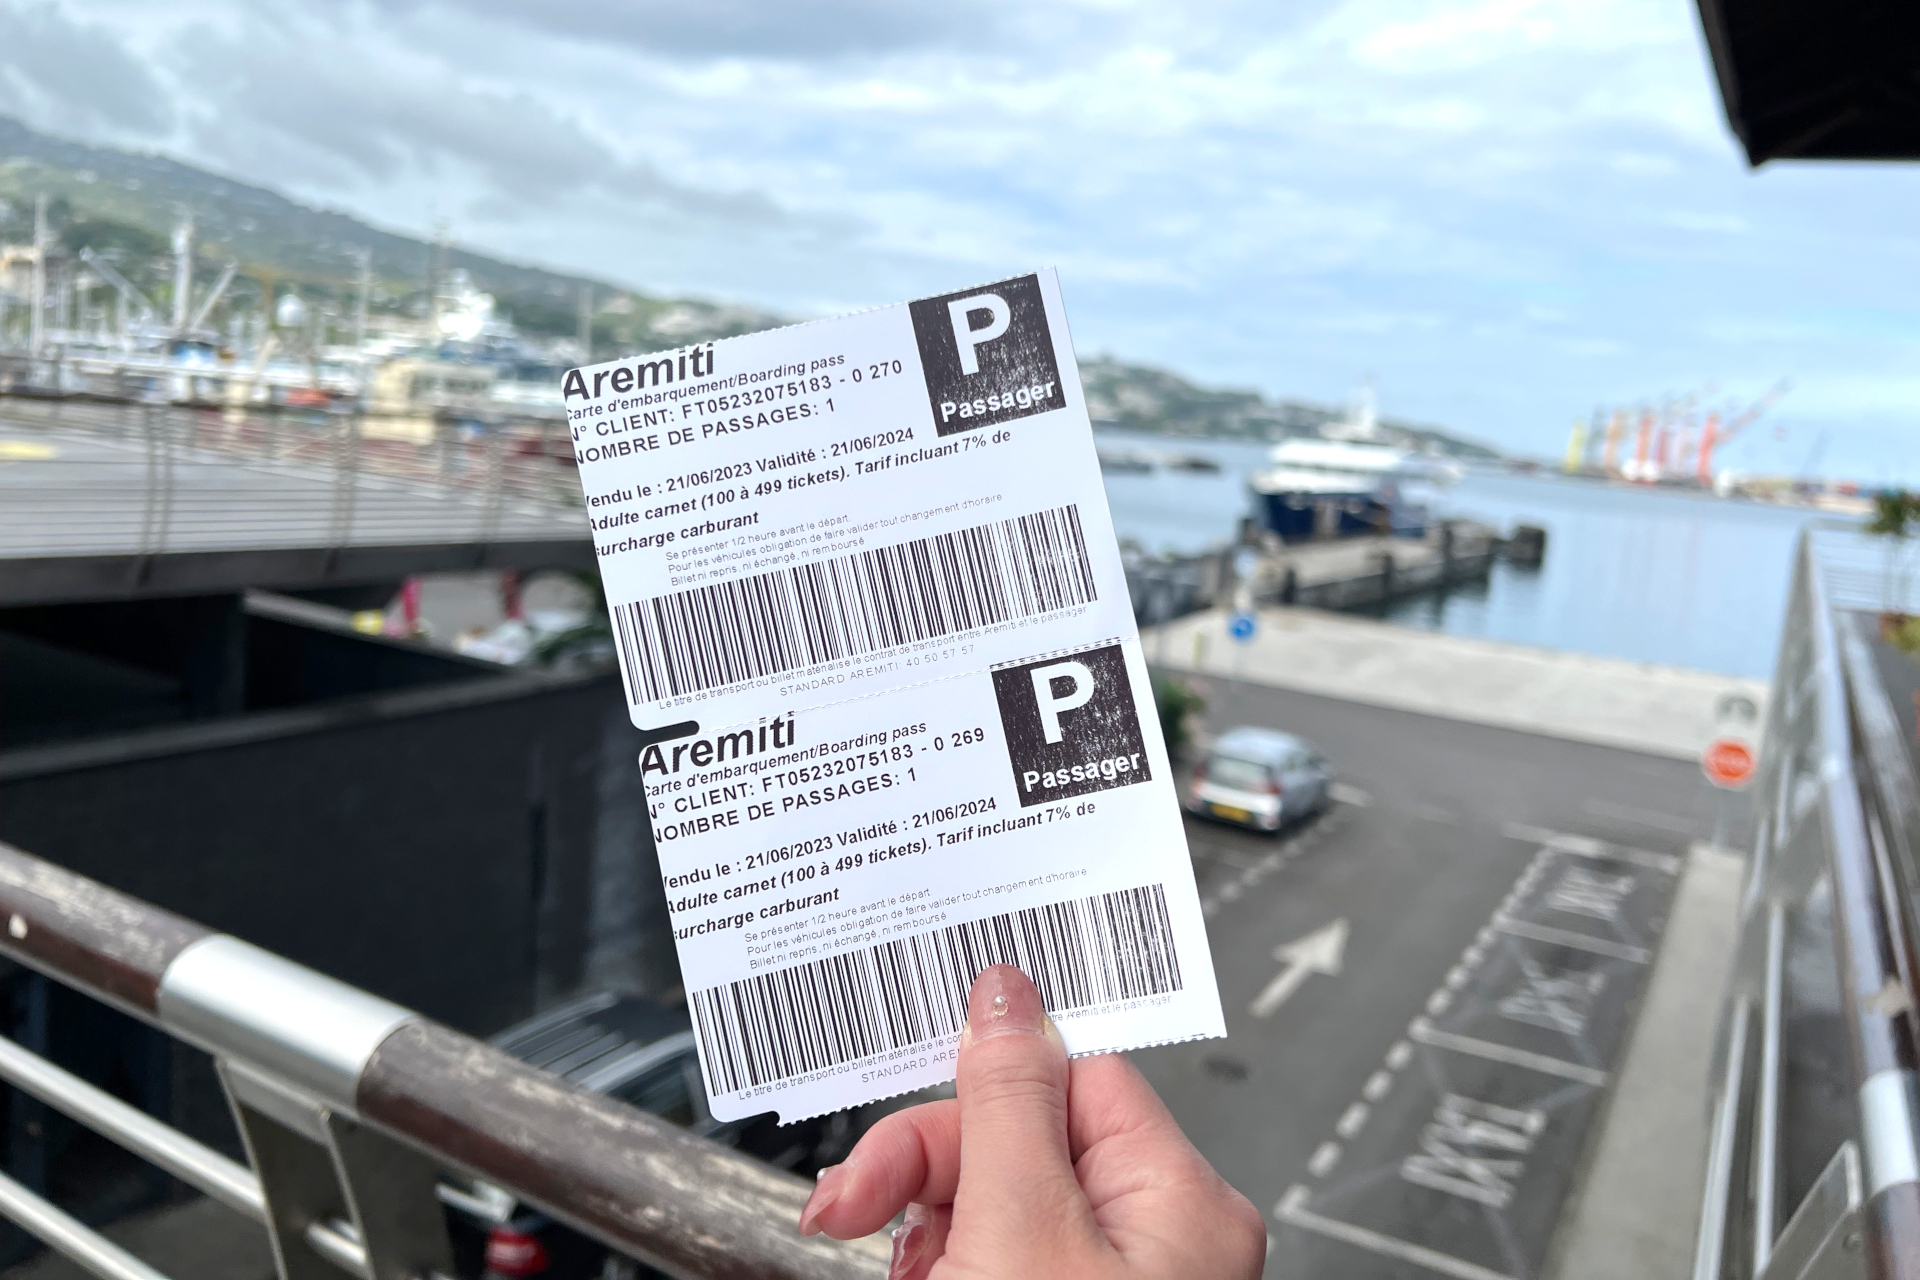 Aremiti
P
Passager
Carte d'embarquement/Boarding pass
N° CLIENT: FT05232075183 - 0 270
NOMBRE DE PASSAGES: 1
Vendu le : 21/06/2023 Validité : 21/06/2024
Adulte carnet (100 à 499 tickets). Tarif incluant 7% de
surcharge carburant
Se présenter 1/2 heure avant le départ.
Pour les véhicules obligation de faire valider tout changement d'horaire
Billet ni repris, ni échangé, ni remboursé
Le titre de transport ou billet matérialise le contrat de transport entre Aremiti et le passager
STANDARD AREMITI: 40 50 57 57
Aremiti
P
Passager
Carte d'embarquement/Boarding pass
N° CLIENT: FT05232075183 - 0 269
NOMBRE DE PASSAGES: 1
Vendu le : 21/06/2023 Validité : 21/06/2024
Adulte carnet (100 à 499 tickets). Tarif incluant 7% de
surcharge carburant
Se présenter 1/2 heure avant le départ.
Pour les véhicules obligation de faire valider tout changement d'horaire
Billet ni repris, ni échangé, ni remboursé
Le titre de transport ou billet matérialise le con tre Aremiti et le passager
STANDARD ARE
TAXI